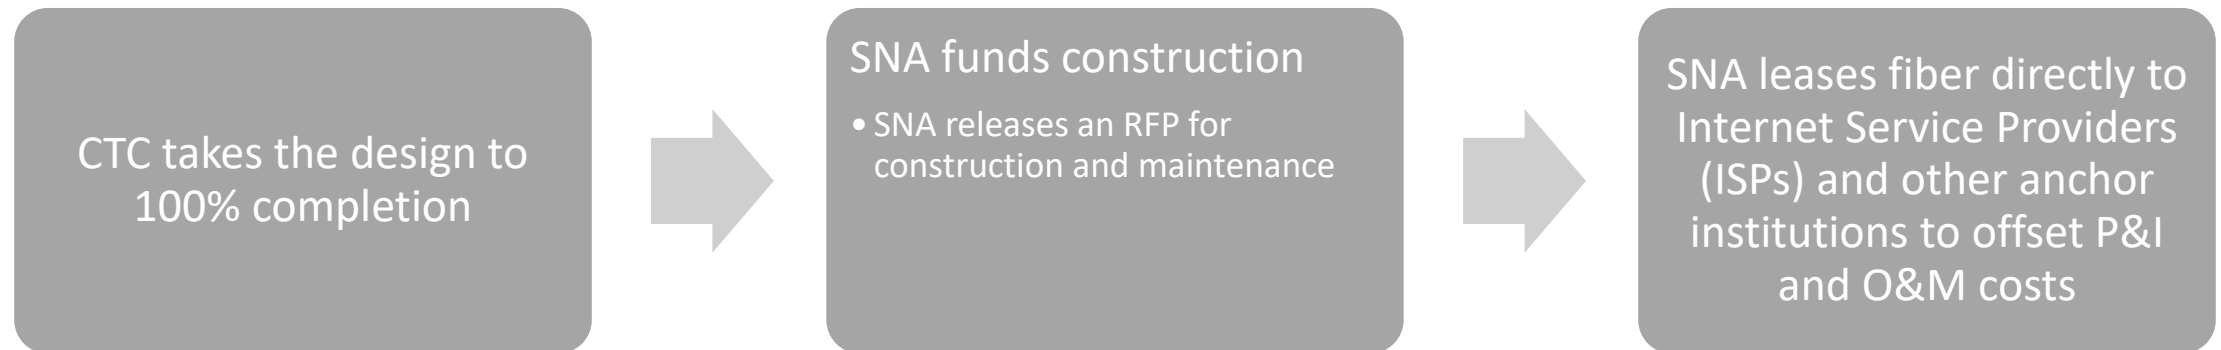 CTC takes the design to
100% completion
SNA funds construction
• SNA releases an RFP for
construction and maintenance
SNA leases fiber directly to
Internet Service Providers
(ISPs) and other anchor
institutions to offset P&I
and O&M costs